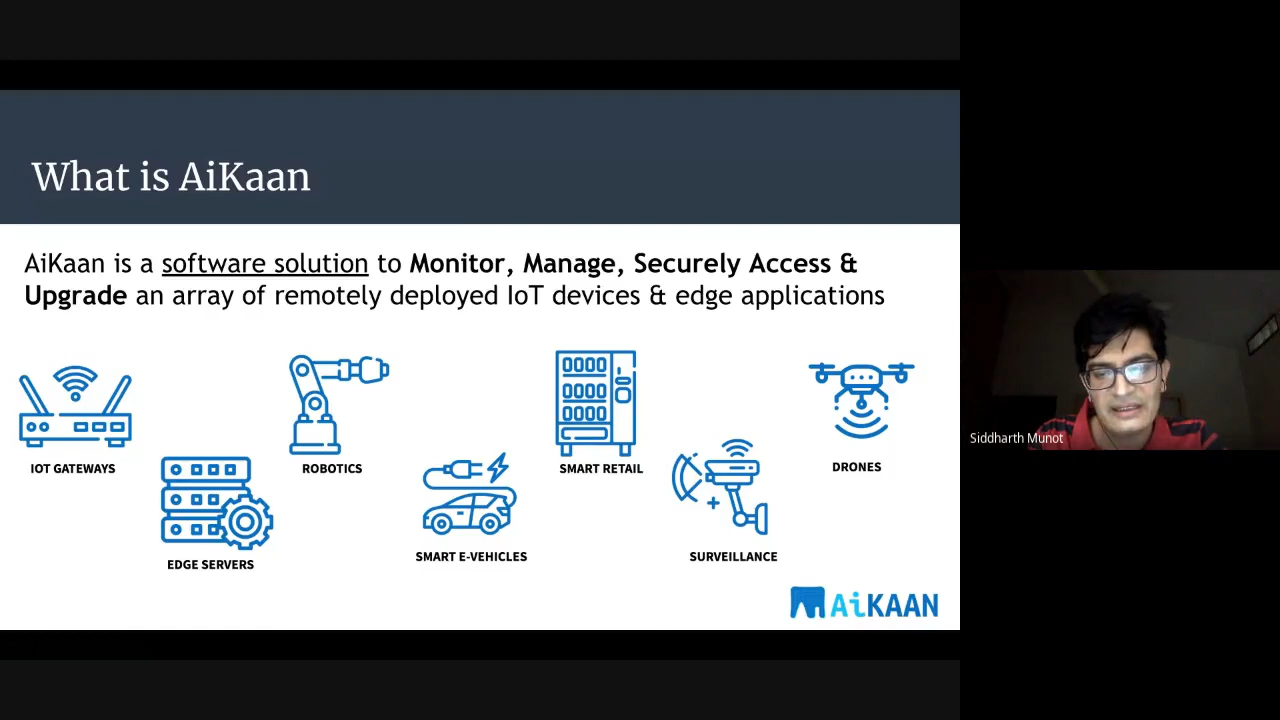 What is AiKaan
AiKaan is a software solution to Monitor, Manage, Securely Access &
Upgrade an array of remotely deployed IoT devices & edge applications
IOT GATEWAYS
ROBOTICS
SMART RETAIL
DRONES
EDGE SERVERS
SMART E-VEHICLES
SURVEILLANCE
AiKAAN
Siddharth Munot